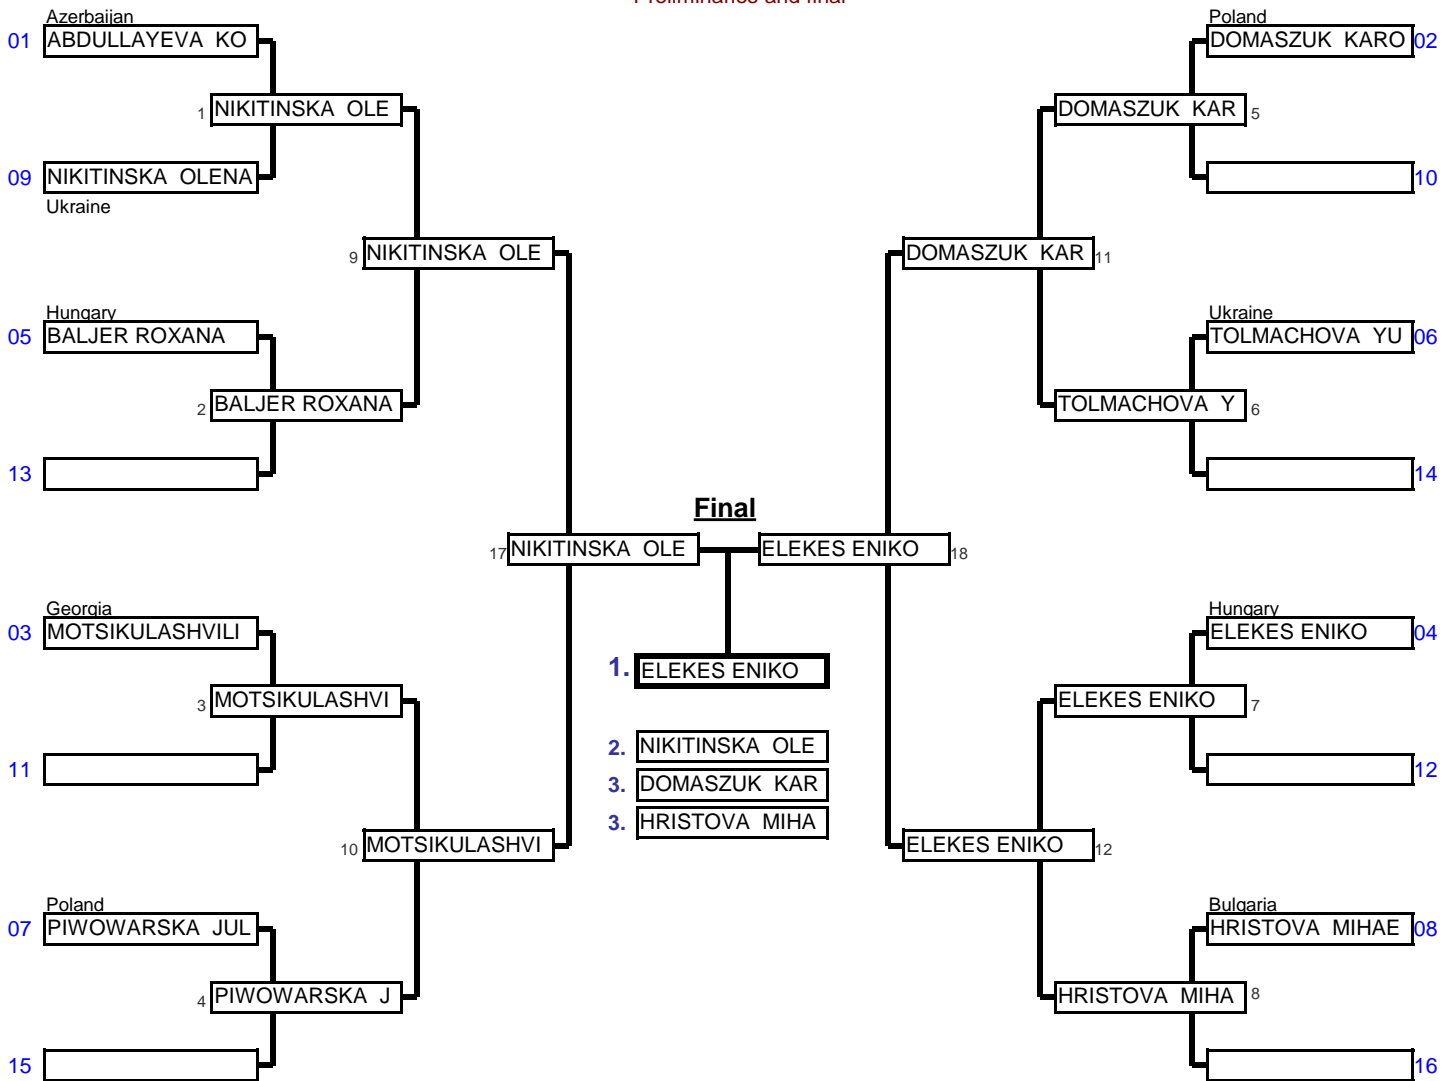 Preliminaries and final
Azerbaijan
Poland
01 ABDULLAYEVA KO
DOMASZUK KARO 02
1 NIKITINSKA OLE
DOMASZUK KAR 5
09 NIKITINSKA OLENA
10
Ukraine
9 NIKITINSKA OLE
DOMASZUK KAR 11
Hungary
Ukraine
05 BALJER ROXANA
TOLMACHOVA YU 06
2 BALJER ROXANA
TOLMACHOVA Y 6
13
14
Final
17 NIKITINSKA OLE
ELEKES ENIKO 18
Georgia
Hungary
03 MOTSIKULASHVILI
ELEKES ENIKO 04
1. ELEKES ENIKO
3 MOTSIKULASHVI
ELEKES ENIKO 7
2. NIKITINSKA OLE
11
12
3. DOMASZUK KAR
3. HRISTOVA MIHA
10 MOTSIKULASHVI
ELEKES ENIKO 12
Poland
Bulgaria
07 PIWOWARSKA JUL
HRISTOVA MIHAE 08
4 PIWOWARSKA J
HRISTOVA MIHA 8
15
16